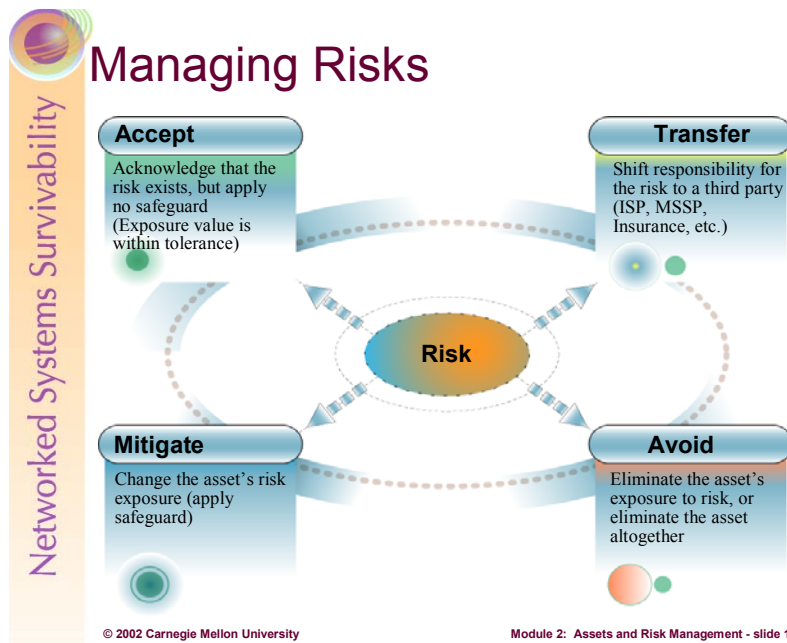 Managing Risks
Networked Systems Survivability
Accept
Acknowledge that the
risk exists, but apply
no safeguard
(Exposure value is
within tolerance)
Transfer
Shift responsibility for
the risk to a third party
(ISP, MSSP,
Insurance, etc.)
Risk
Mitigate
Change the asset's risk
exposure (apply
safeguard)
Avoid
Eliminate the asset's
exposure to risk, or
eliminate the asset
altogether
© 2002 Carnegie Mellon University
Module 2: Assets and Risk Management - slide